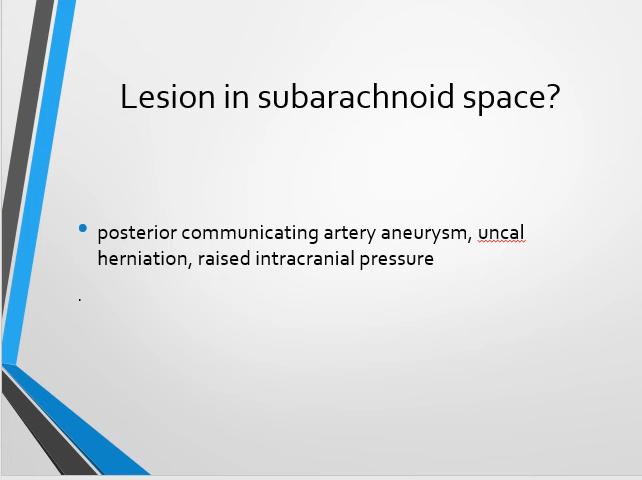 Lesion in subarachnoid space?
posterior communicating artery aneurysm, uncal
herniation, raised intracranial pressure
.